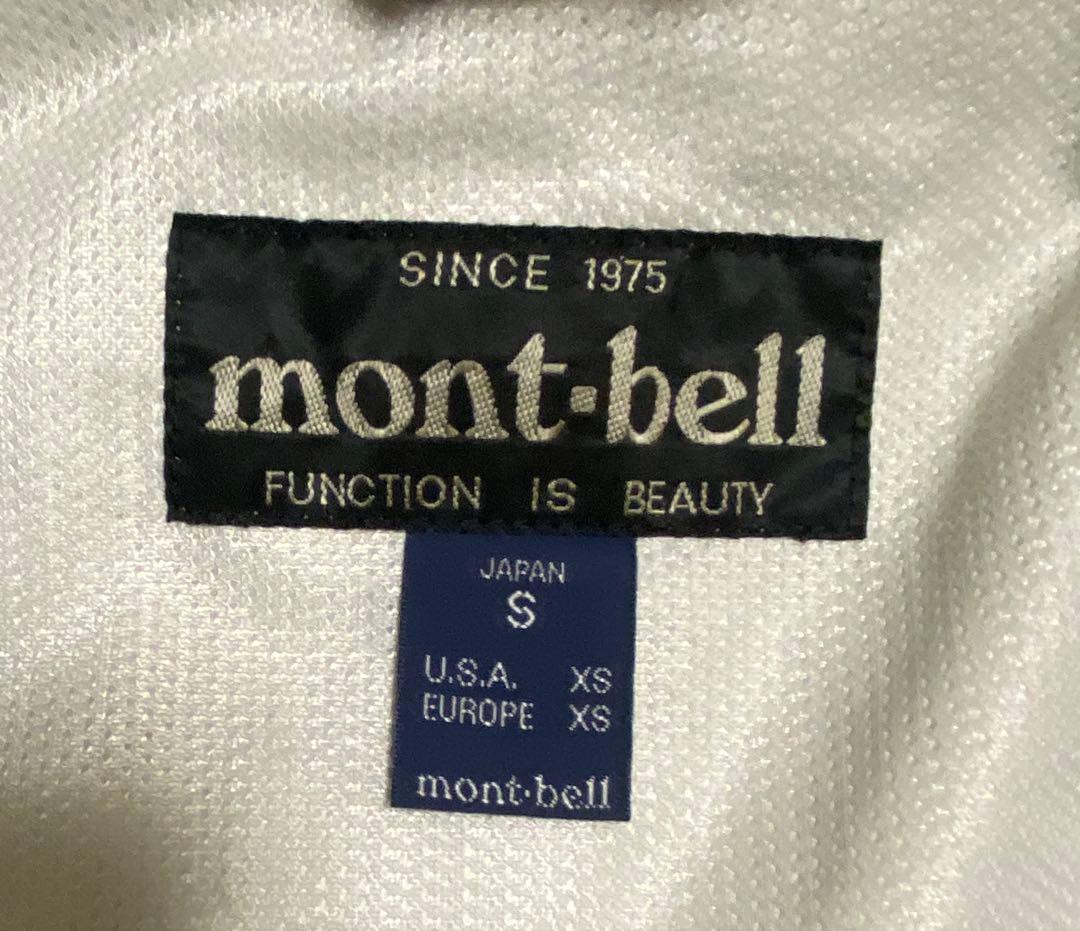 SINCE 1975
mont·bell
FUNCTION IS BEAUTY
JAPAN
S
U.S.A. XS
EUROPE XS
mont·bell